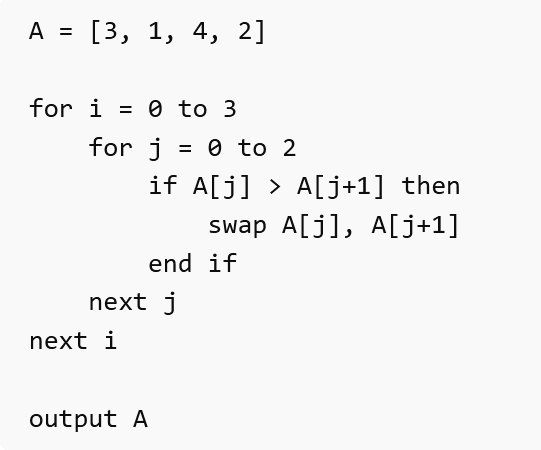 A = [3, 1, 4, 2]

for i = 0 to 3
    for j = 0 to 2
        if A[j] > A[j+1] then
            swap A[j], A[j+1]
        end if
    next j
next i

output A